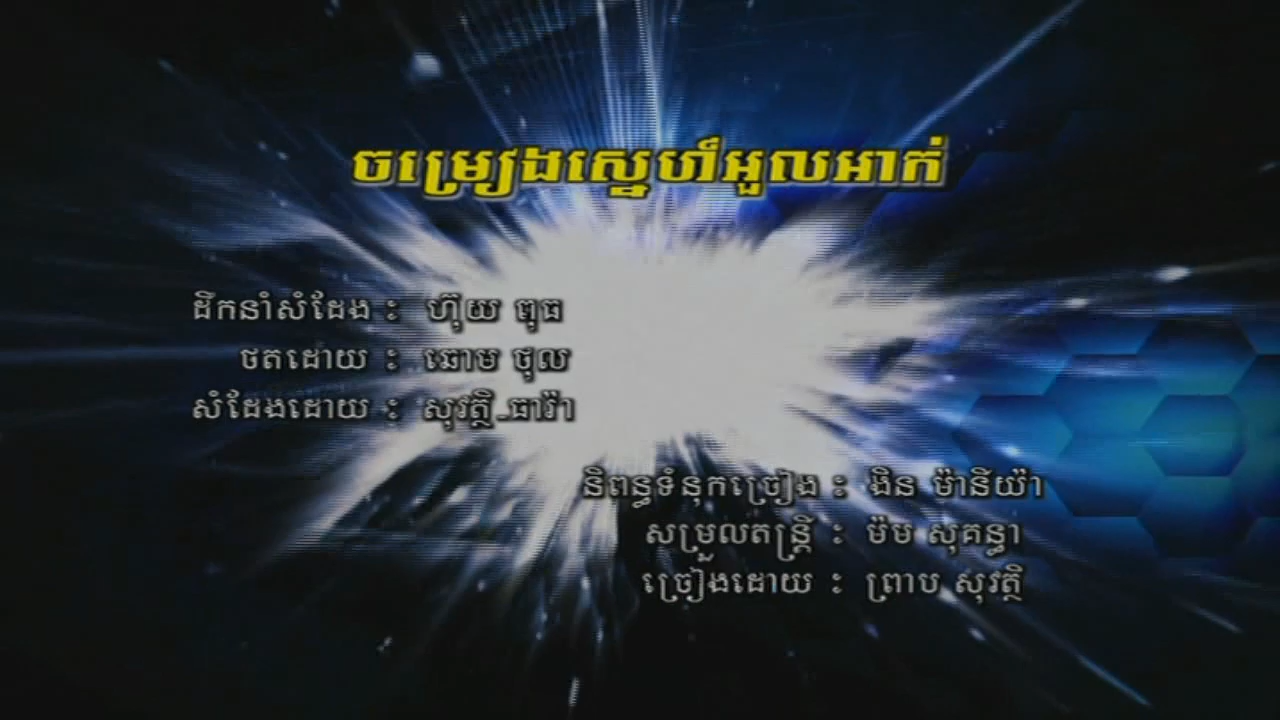 ចម្រៀងស្នេហ៍អួលអាក់
ដឹកនាំសំដែង ៖ ហ៊ុយ ពុធ
ថតដោយ ៖ ឆោម ថុល
សំដែងដោយ ៖ សុវត្ថិ ធារ៉ា
និពន្ធទំនុកច្រៀង ៖ ងិន ម៉ានីយ៉ា
សម្រួលតន្ត្រី ៖ ម៉ម សុគន្ធា
ច្រៀងដោយ ៖ ព្រាប សុវត្ថិ